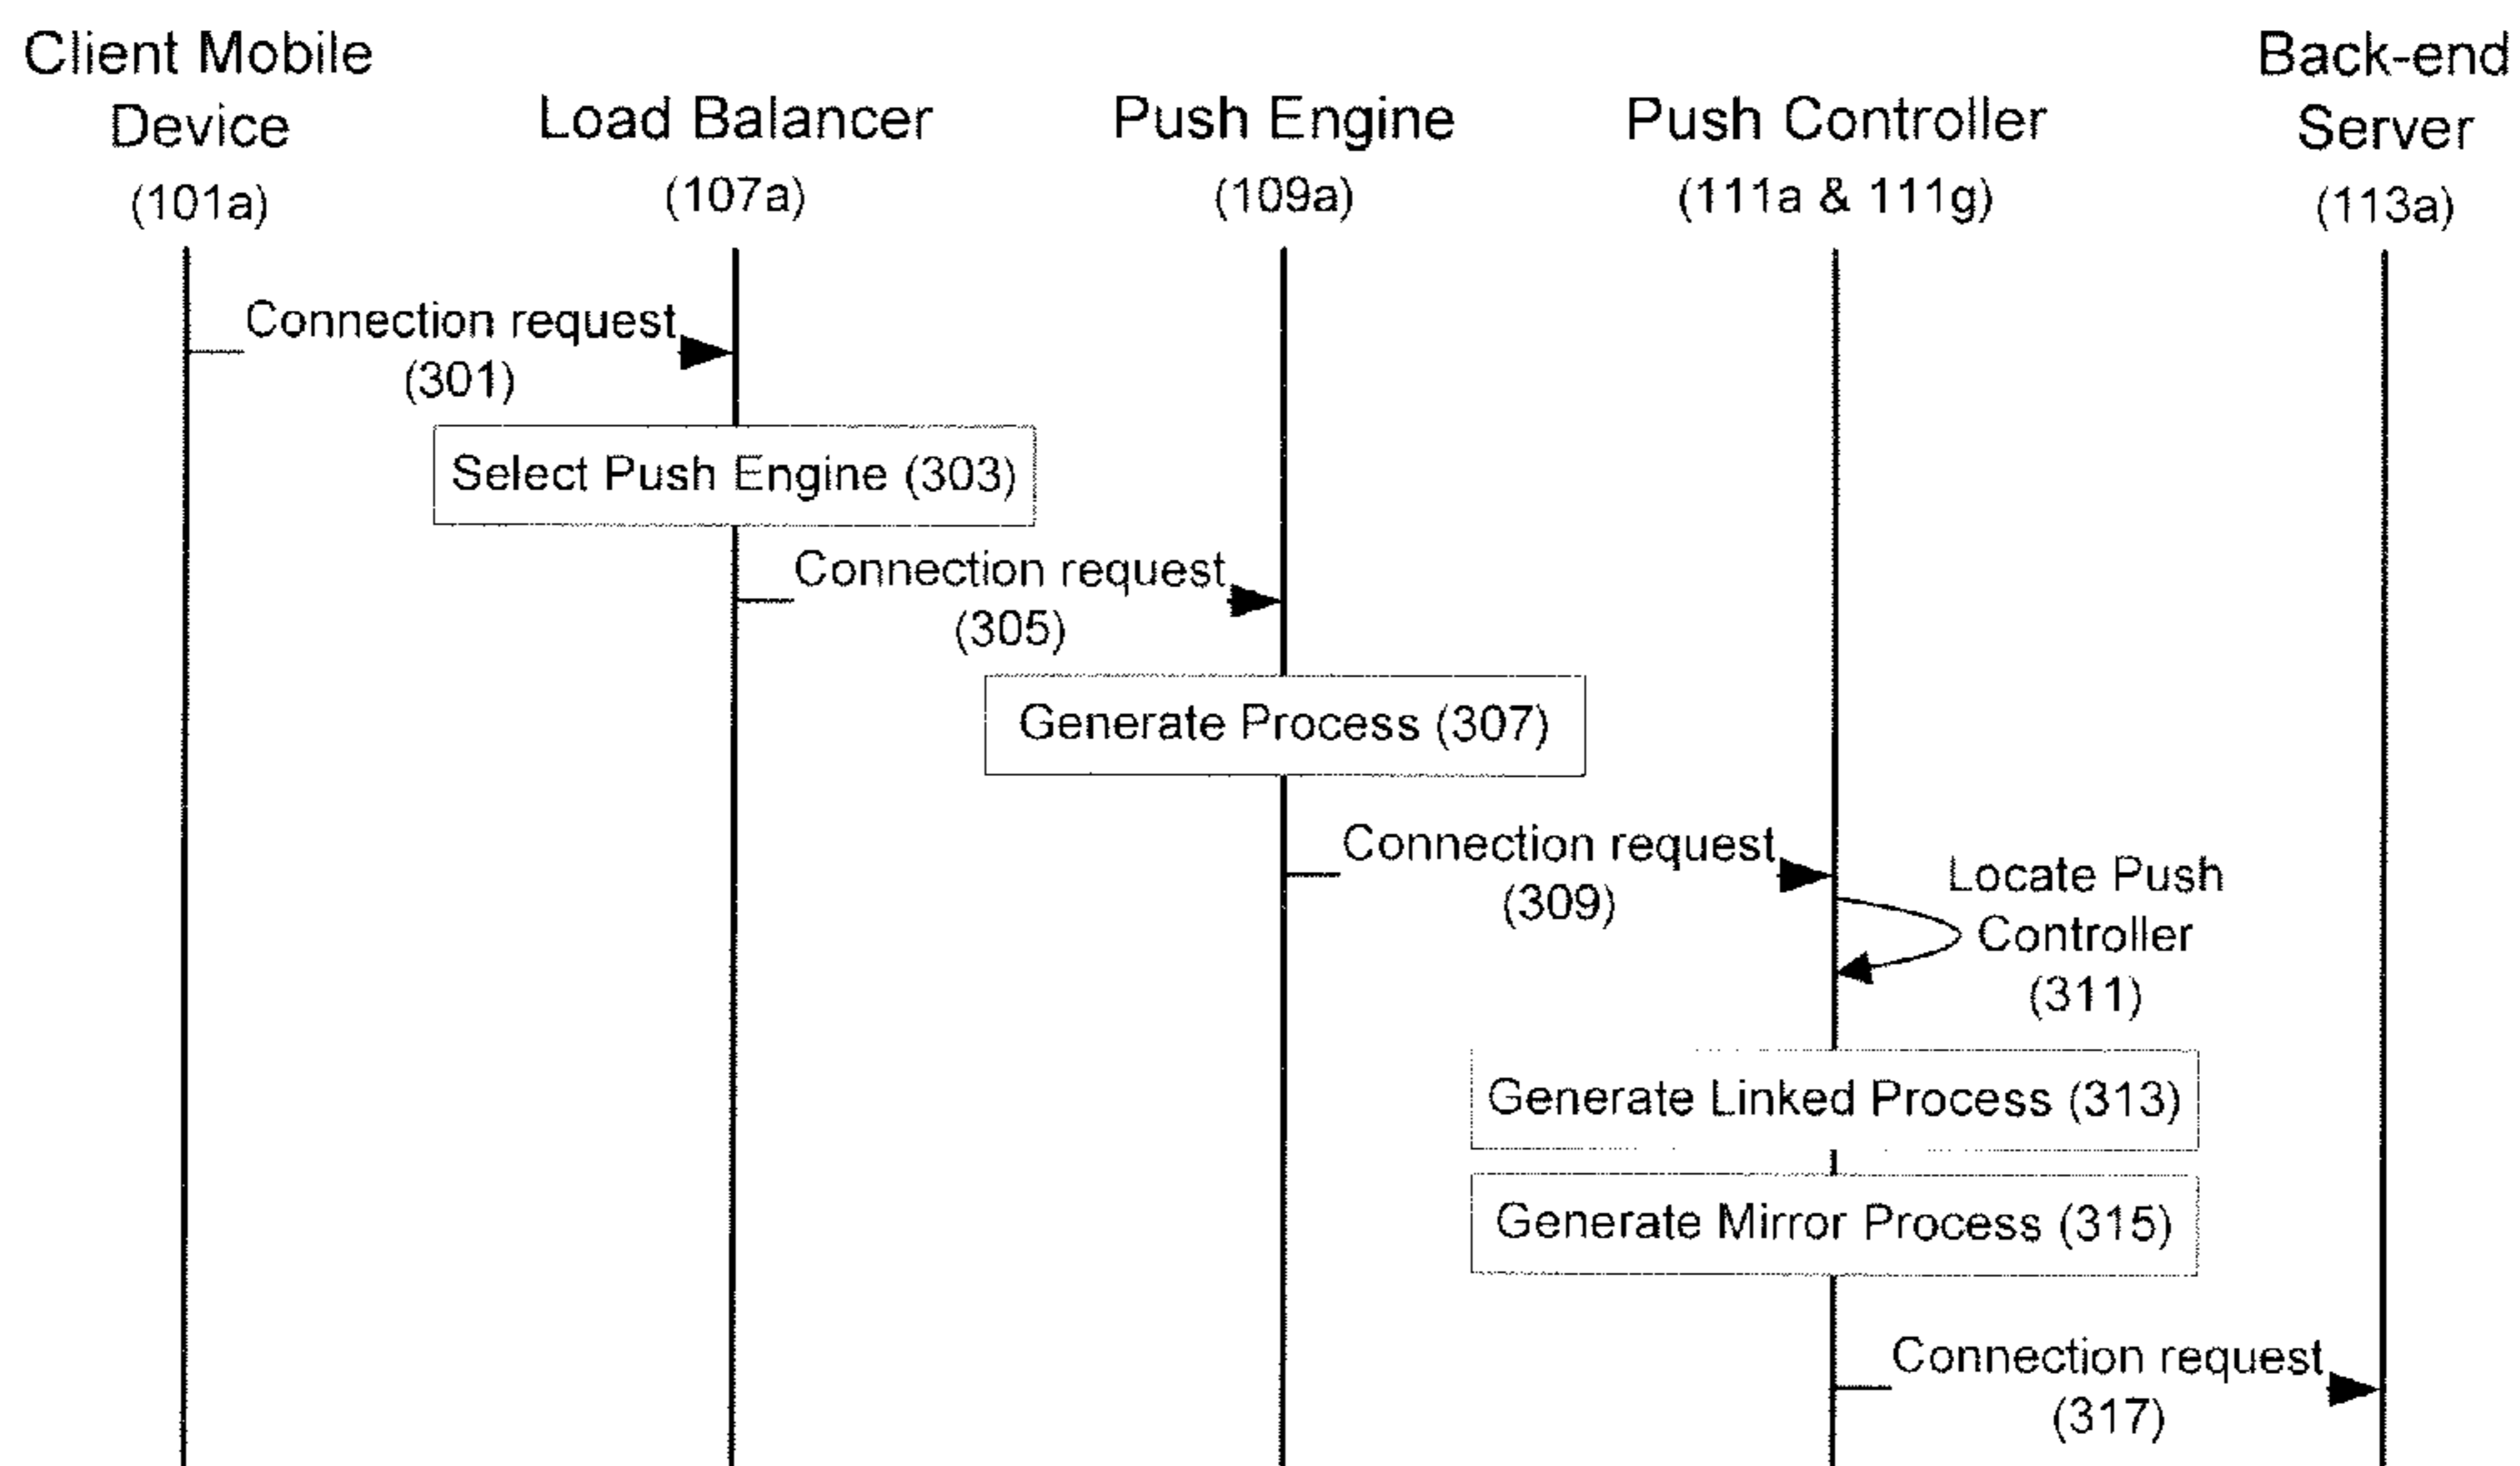 Client Mobile
Device
(101a)
Load Balancer
(107a)
Push Engine
(109a)
Push Controller
(111a & 111g)
Back-end
Server
(113a)
Connection request
(301)
Select Push Engine (303)
Connection request
(305)
Generate Process (307)
Connection request
(309)
Locate Push
Controller
(311)
Generate Linked Process (313)
Generate Mirror Process (315)
Connection request
(317)